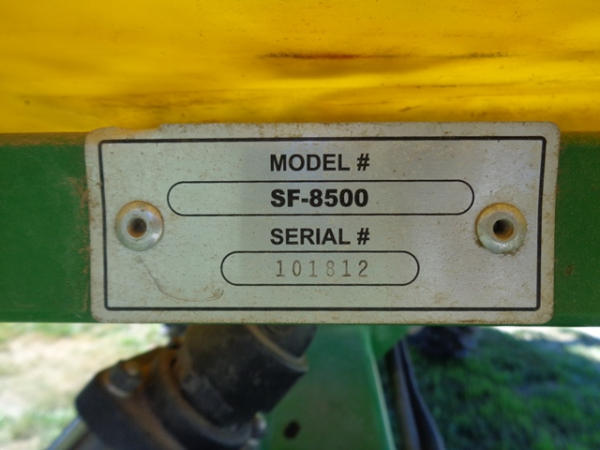 MODEL #
SF-8500
SERIAL #
101812